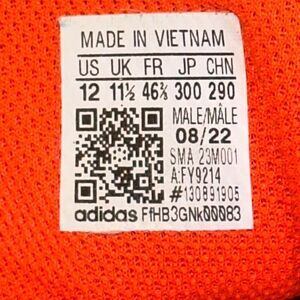 MADE IN VIETNAM
US UK FR JP CHN
12 11½ 46⅔ 300 290
MALE/MÂLE
08/22
SMA 23M001
A:FY9214
#130891905
adidas FfHB3GNk00083